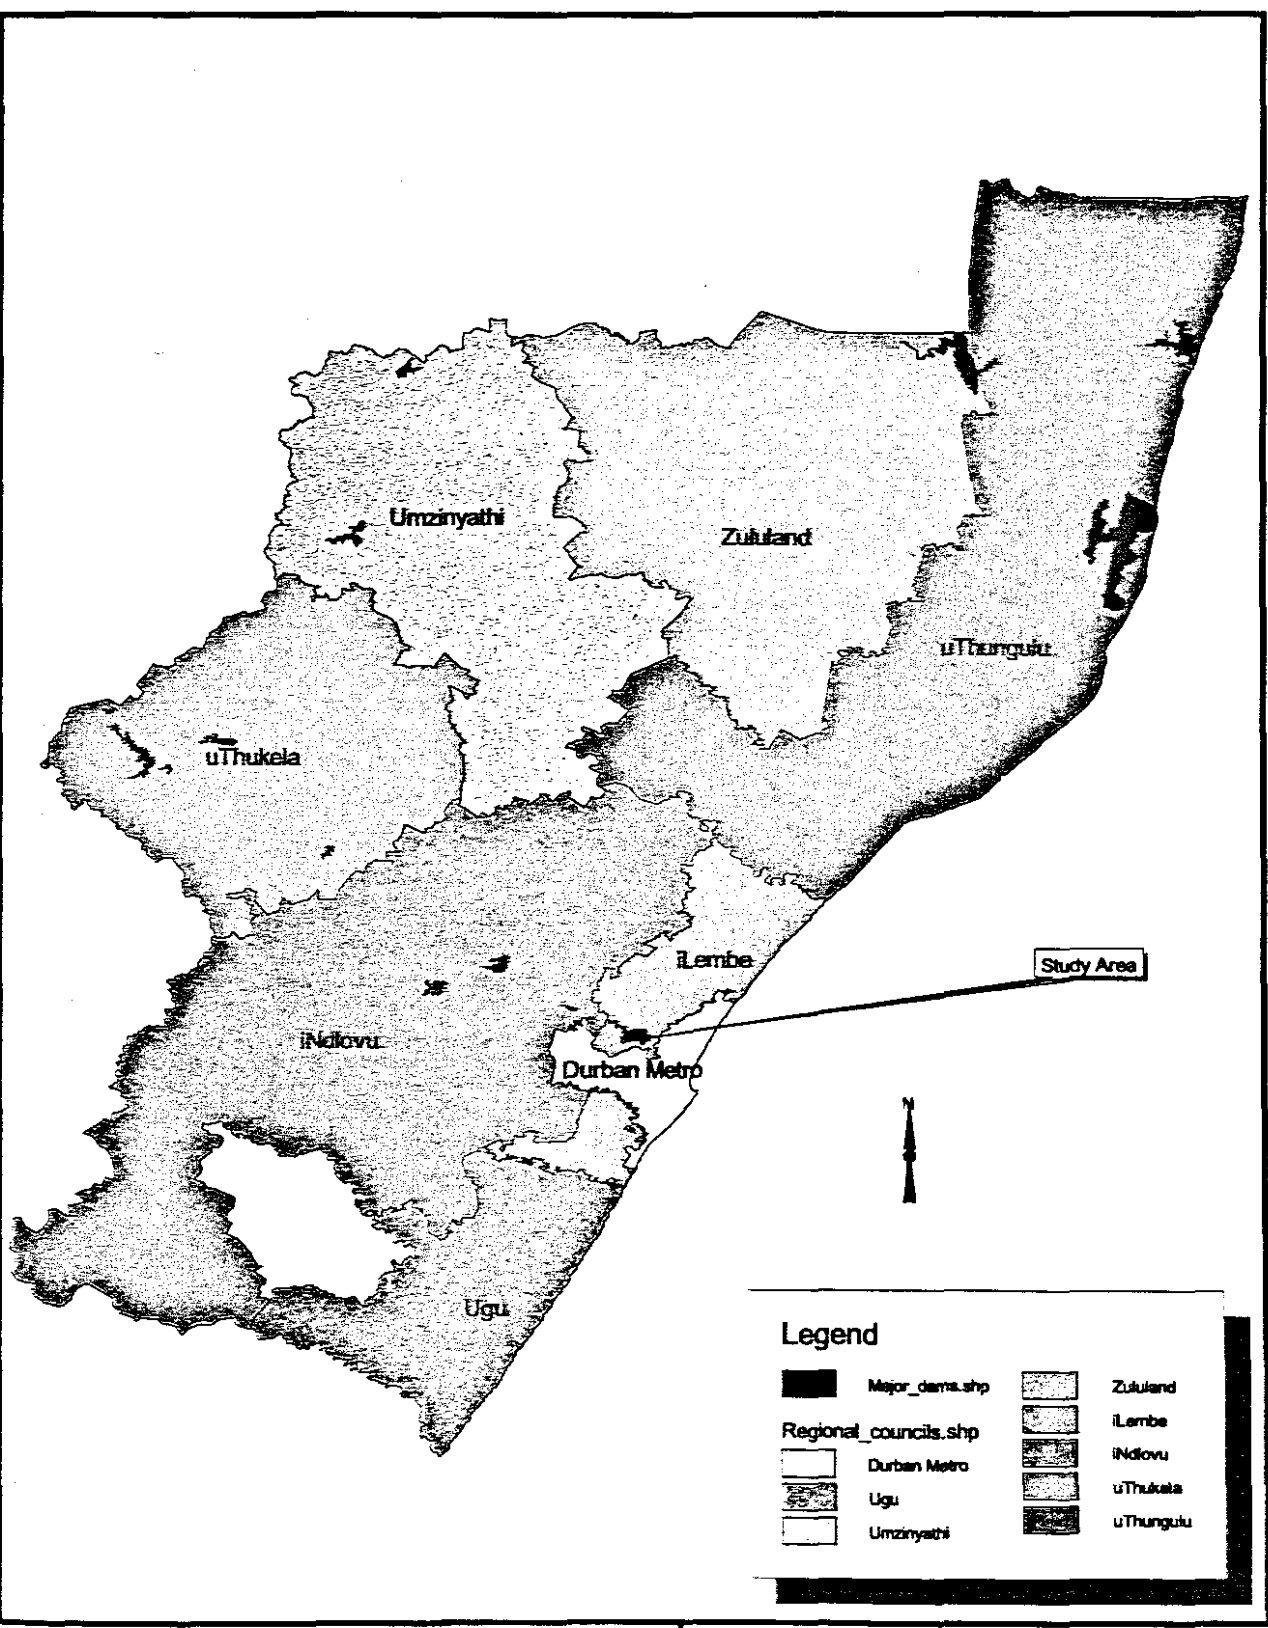 Umzinyathi
Zululand
uThungulu
uThukela
iLembe
Study Area
iNdlovu
Durban Metro
N
Ugu
Legend
Major_dams.shp
Regional_councils.shp
Durban Metro
Ugu
Umzinyathi
Zululand
iLembe
iNdlovu
uThukela
uThungulu